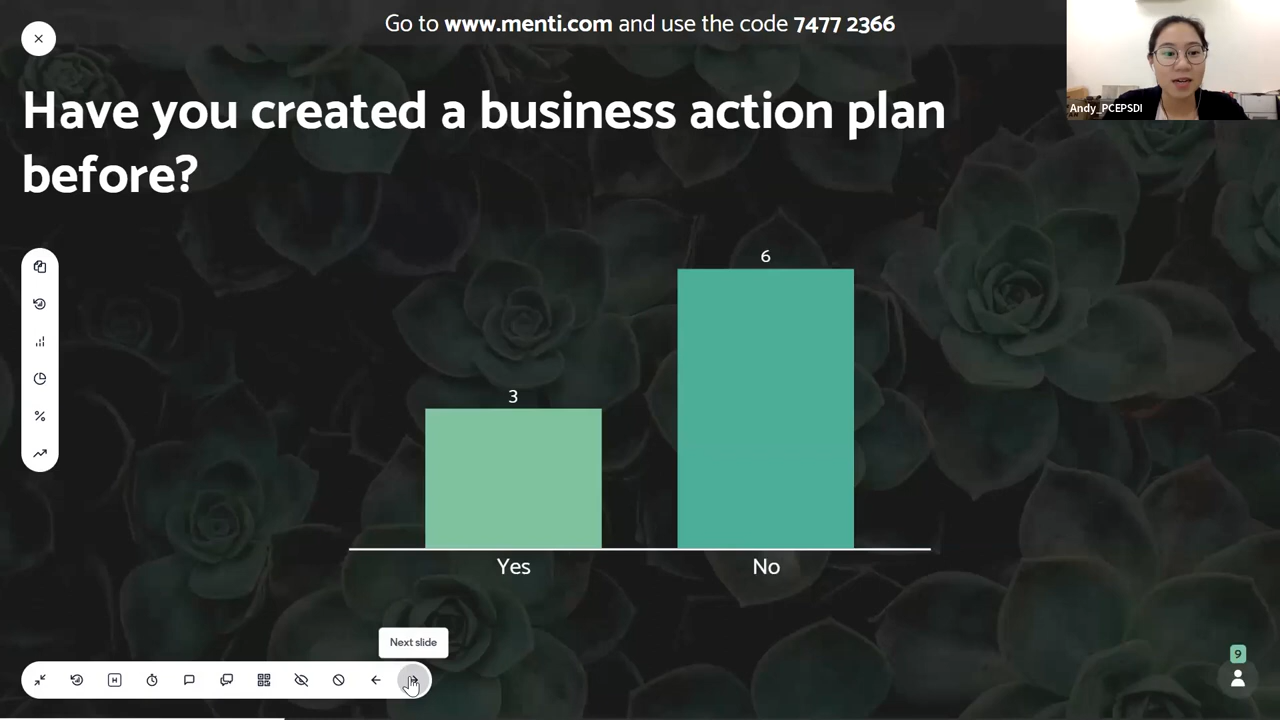 Go to www.menti.com and use the code 7477 2366
Andy_PCEPSDI
Have you created a business action plan
before?
3
6
Yes
No
Next slide
9